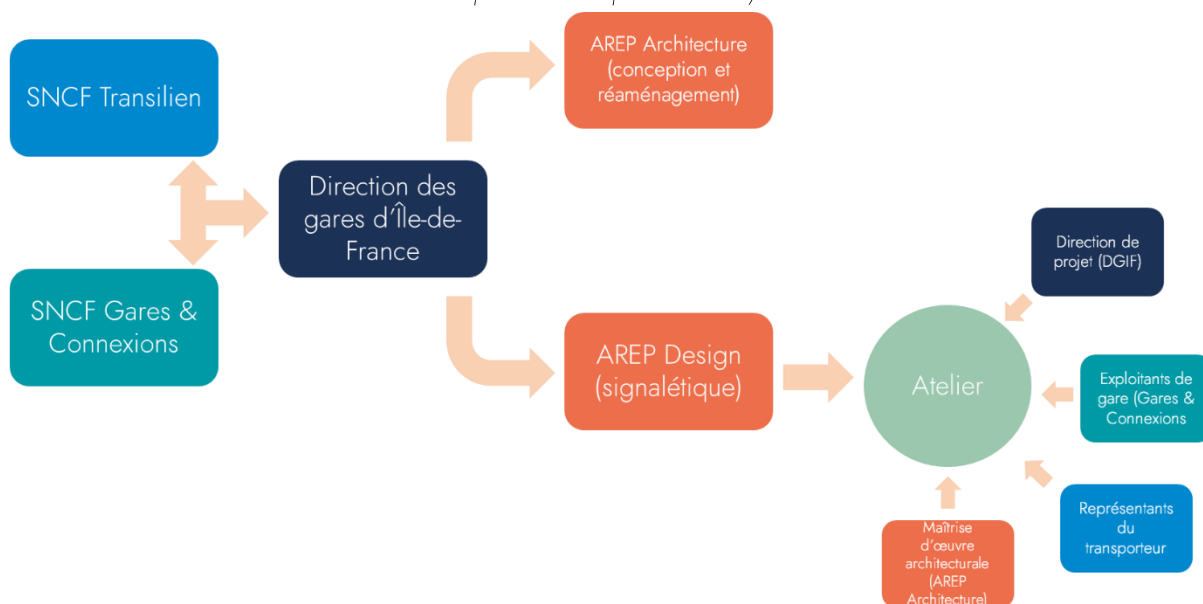 AREP Architecture
(conception et
réaménagement)
SNCF Transilien
Direction des
gares d'Île-de-
France
SNCF Gares &
Connexions
AREP Design
(signalétique)
Atelier
Direction de
projet (DGIF)
Exploitants de
gare (Gares &
Connexions
Représentants
du
transporteur
Maîtrise
d'œuvre
architecturale
(AREP
Architecture)